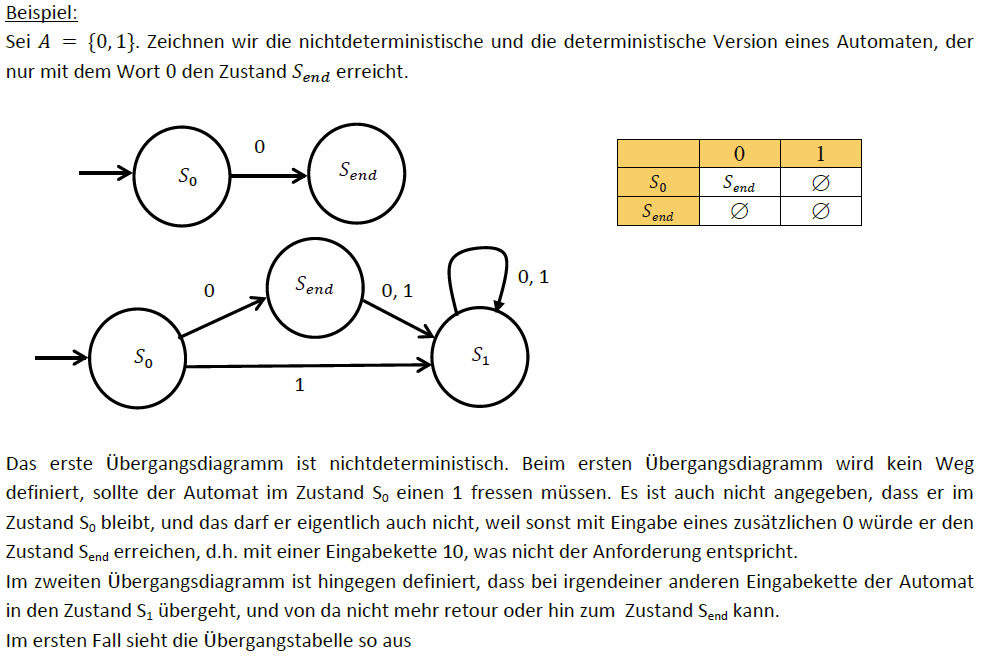 Beispiel:
Sei A = {0, 1}. Zeichnen wir die nichtdeterministische und die deterministische Version eines Automaten, der
nur mit dem Wort 0 den Zustand S_end erreicht.
S₀
0
S_end
0 1
S₀ S_end ∅
S_end ∅ ∅
S₀
0
S_end
0, 1
1
S₁
0, 1
Das erste Übergangsdiagramm ist nichtdeterministisch. Beim ersten Übergangsdiagramm wird kein Weg
definiert, sollte der Automat im Zustand S₀ einen 1 fressen müssen. Es ist auch nicht angegeben, dass er im
Zustand S₀ bleibt, und das darf er eigentlich auch nicht, weil sonst mit Eingabe eines zusätzlichen 0 würde er den
Zustand S_end erreichen, d.h. mit einer Eingabekette 10, was nicht der Anforderung entspricht.
Im zweiten Übergangsdiagramm ist hingegen definiert, dass bei irgendeiner anderen Eingabekette der Automat
in den Zustand S₁ übergeht, und von da nicht mehr retour oder hin zum Zustand S_end kann.
Im ersten Fall sieht die Übergangstabelle so aus